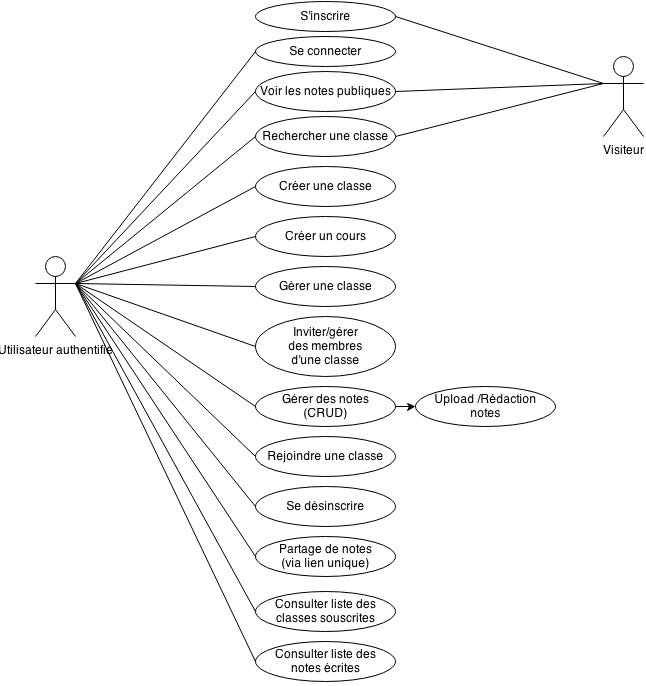 S'inscrire
Se connecter
Voir les notes publiques
Rechercher une classe
Visiteur
Créer une classe
Créer un cours
Gérer une classe
Inviter/gérer
des membres
d'une classe
Utilisateur authentifié
Gérer des notes
(CRUD)
Upload /Rédaction
notes
Rejoindre une classe
Se désinscrire
Partage de notes
(via lien unique)
Consulter liste des
classes souscrites
Consulter liste des
notes écrites